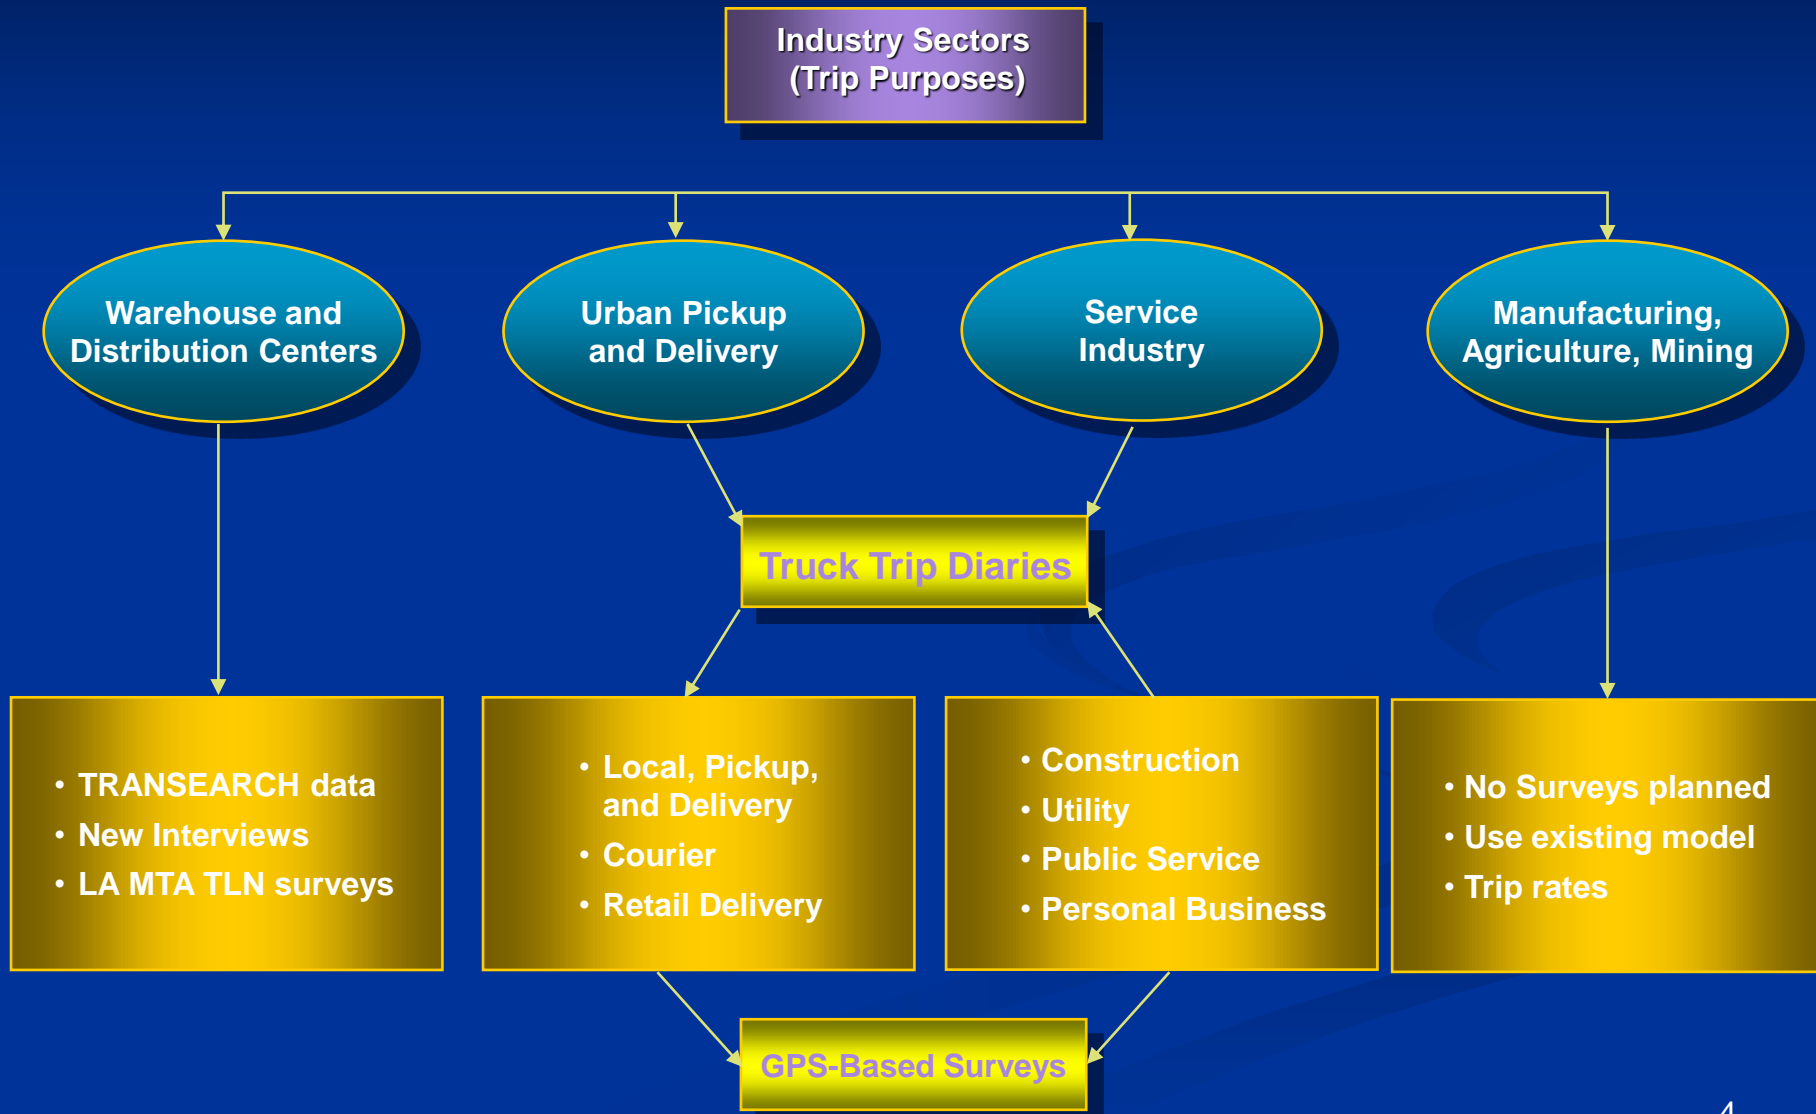 Industry Sectors
(Trip Purposes)
Warehouse and
Distribution Centers
Urban Pickup
and Delivery
Service
Industry
Manufacturing,
Agriculture, Mining
Truck Trip Diaries
• TRANSEARCH data
• New Interviews
• LA MTA TLN surveys
• Local, Pickup,
and Delivery
• Courier
• Retail Delivery
• Construction
• Utility
• Public Service
• Personal Business
• No Surveys planned
• Use existing model
• Trip rates
GPS-Based Surveys
4